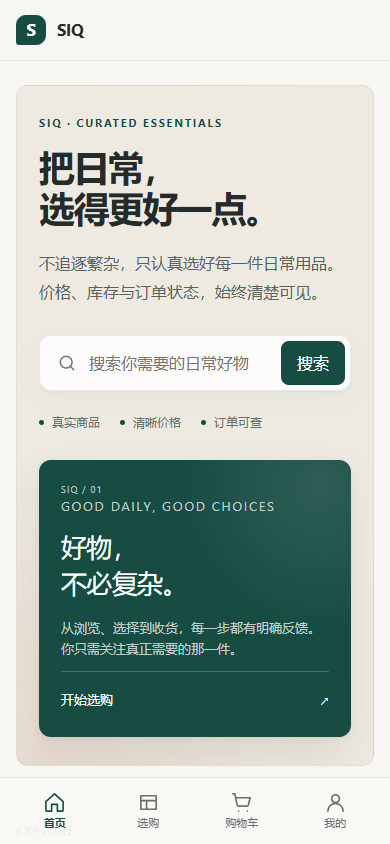 S SIQ
SIQ · CURATED ESSENTIALS
把日常，
选得更好一点。
不追逐繁杂，只认真选好每一件日常用品。
价格、库存与订单状态，始终清楚可见。
搜索你需要的日常好物 搜索
真实商品 清晰价格 订单可查
SIQ / 01
GOOD DAILY, GOOD CHOICES
好物，
不必复杂。
从浏览、选择到收货，每一步都有明确反馈。
你只需关注真正需要的那一件。
开始选购 ↗
首页 选购 购物车 我的
EXPLORE